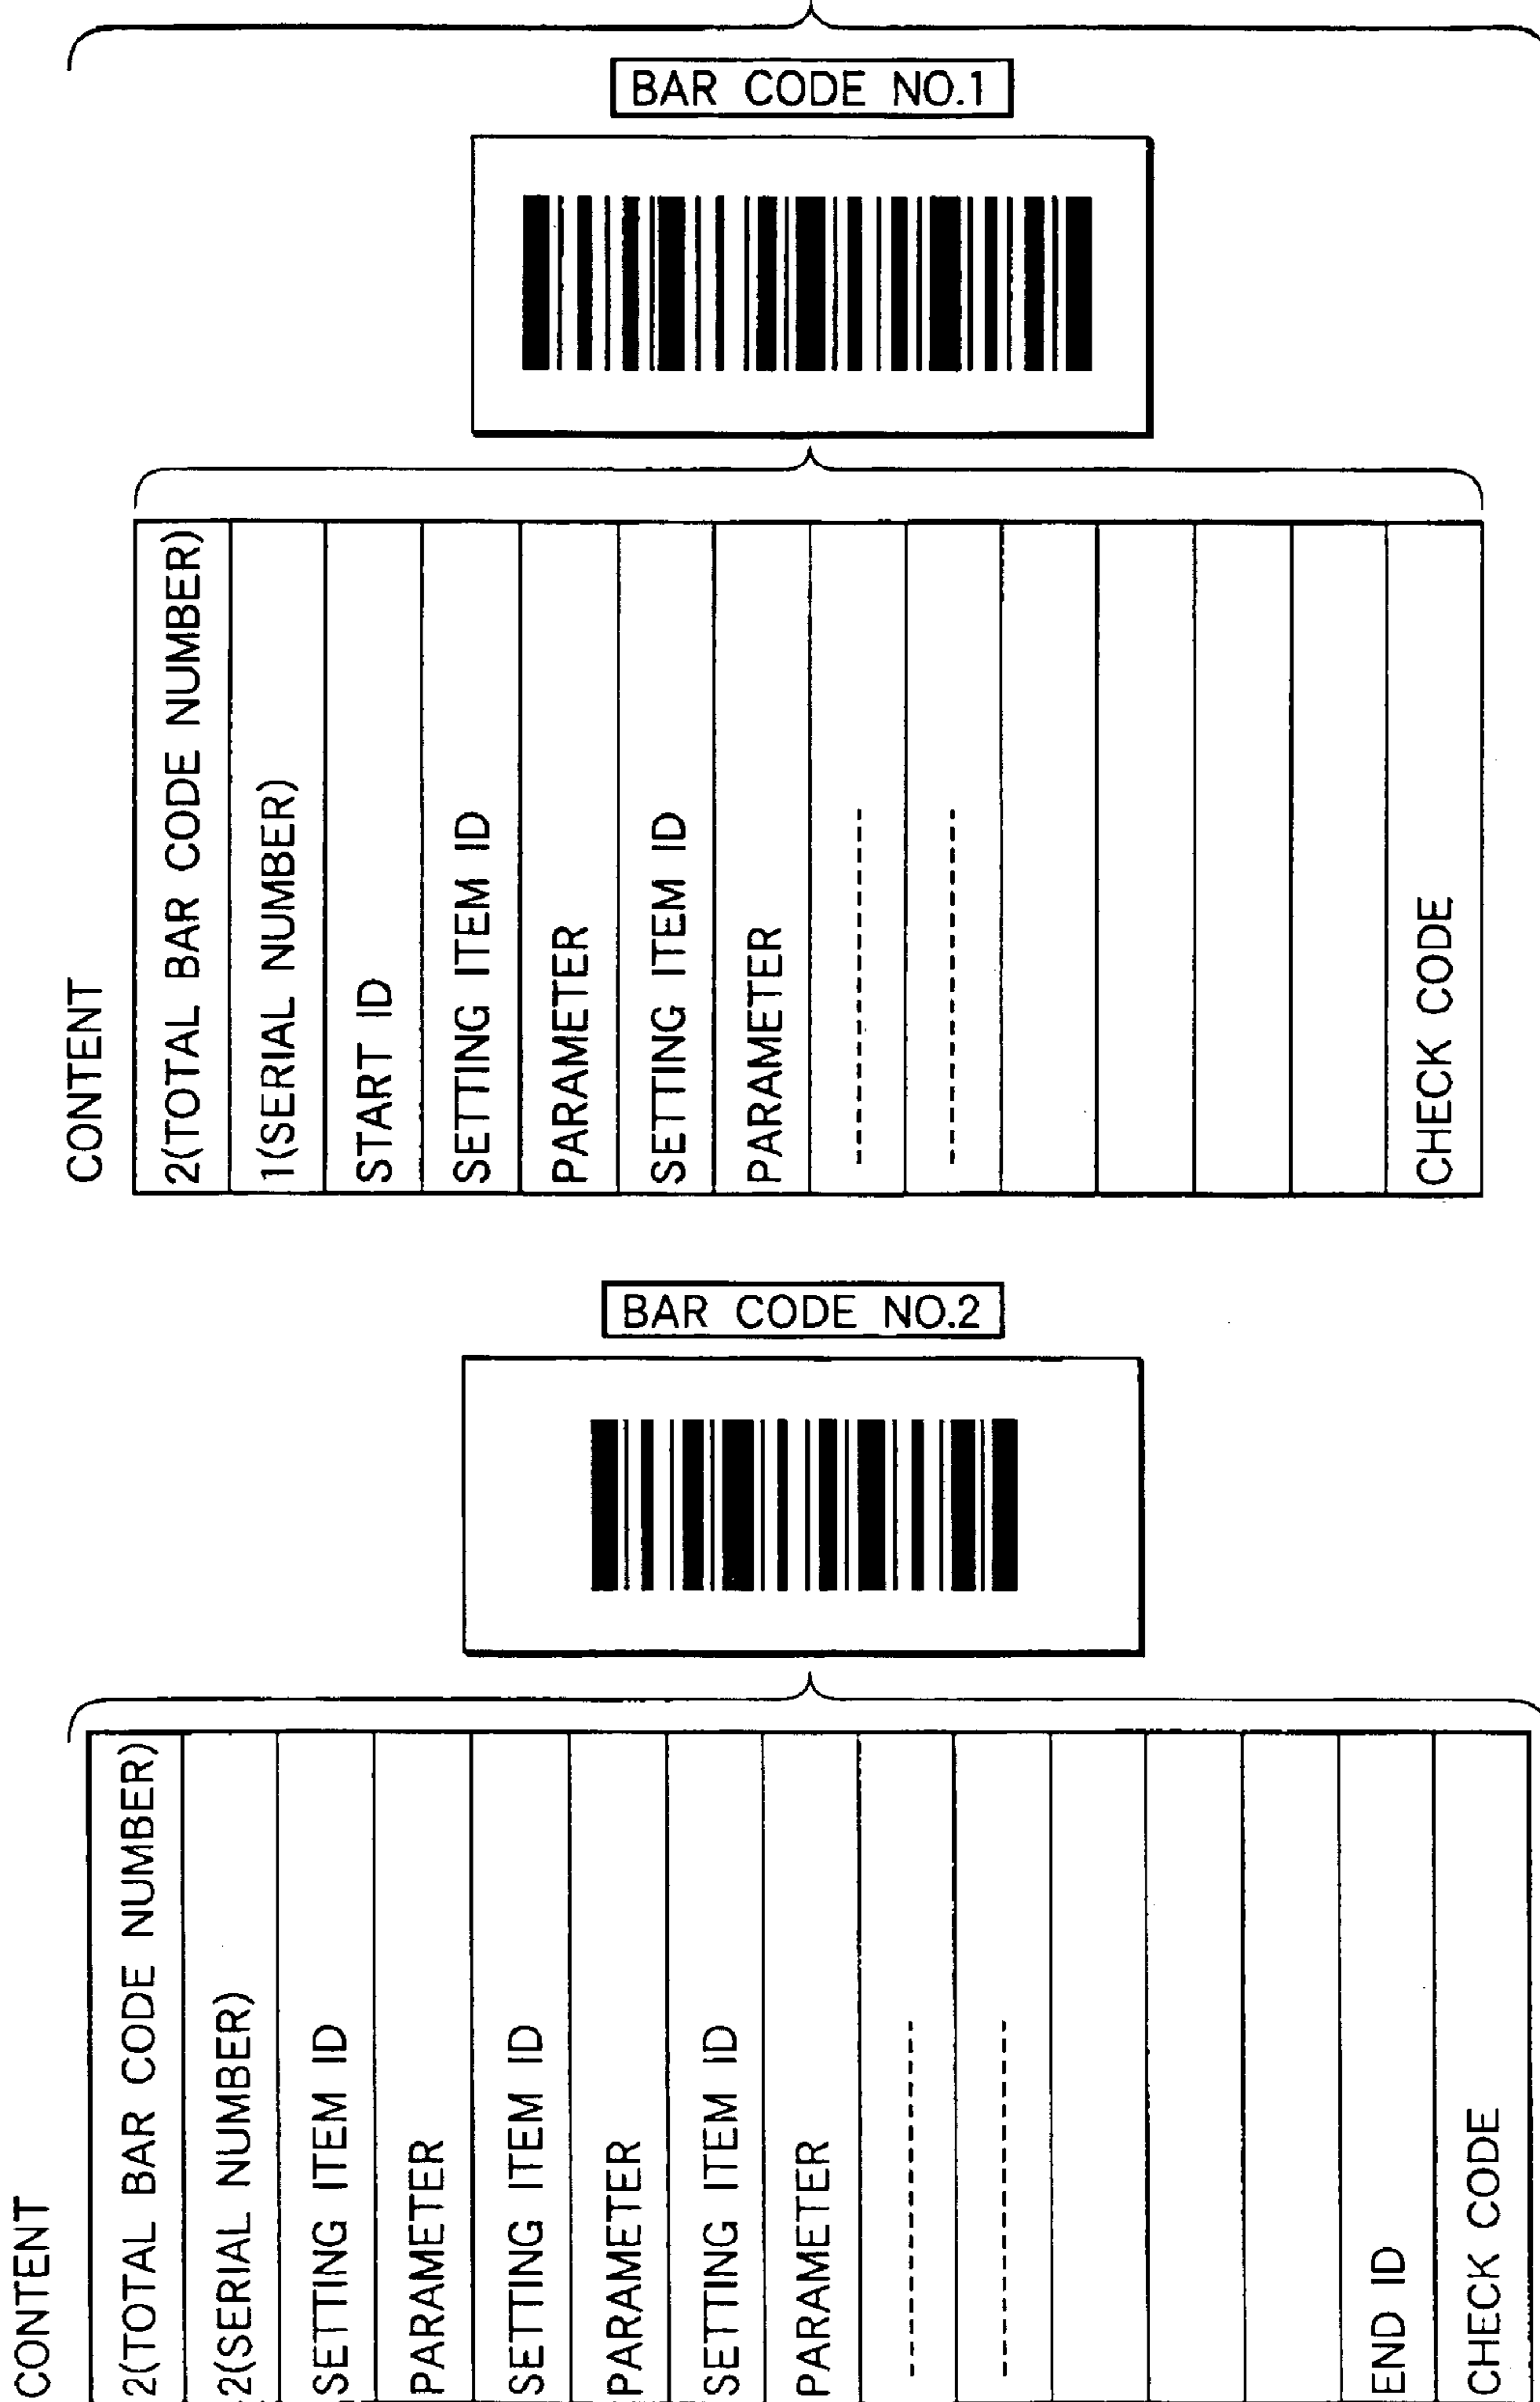 BAR CODE NO.1
CONTENT
2(TOTAL BAR CODE NUMBER)
1(SERIAL NUMBER)
START ID
SETTING ITEM ID
PARAMETER
SETTING ITEM ID
PARAMETER
CHECK CODE
BAR CODE NO.2
CONTENT
2(TOTAL BAR CODE NUMBER)
2(SERIAL NUMBER)
SETTING ITEM ID
PARAMETER
SETTING ITEM ID
PARAMETER
SETTING ITEM ID
PARAMETER
END ID
CHECK CODE